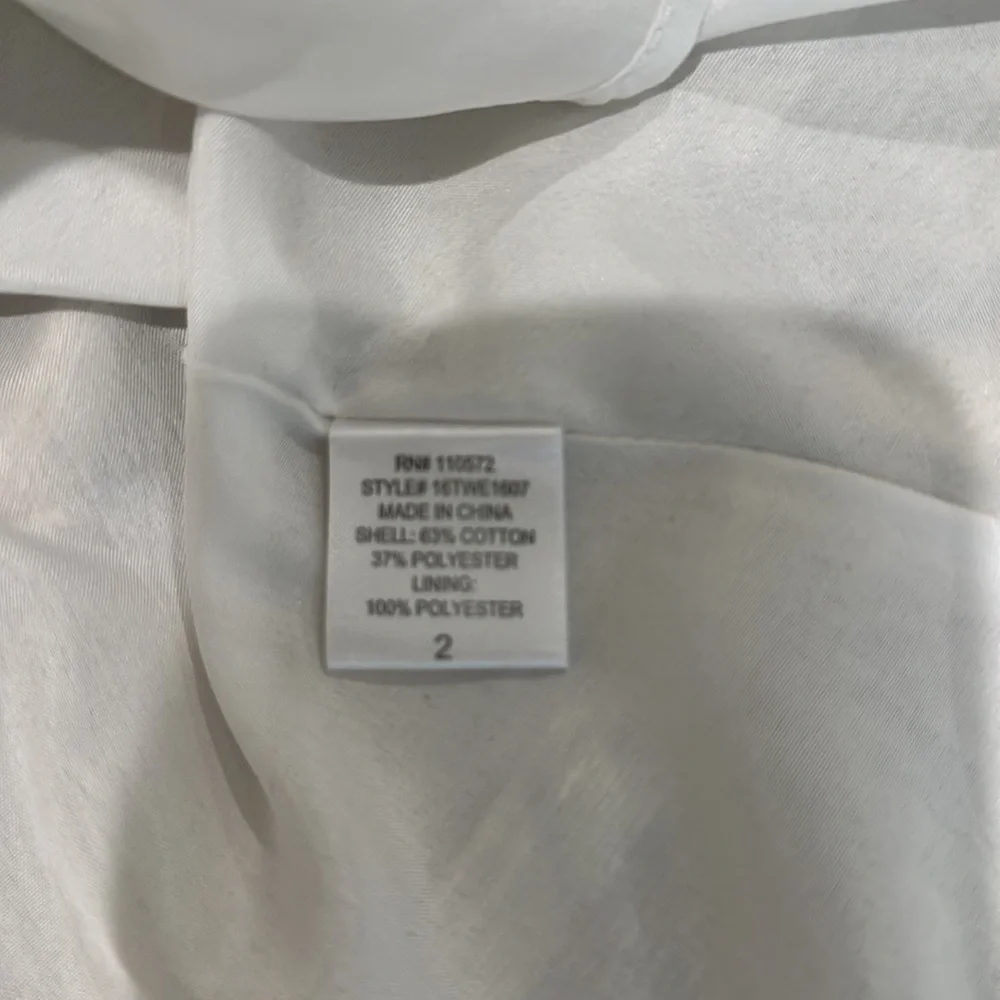 RN# 110572
STYLE# 16TWE1607
MADE IN CHINA
SHELL: 63% COTTON
37% POLYESTER
LINING:
100% POLYESTER
2